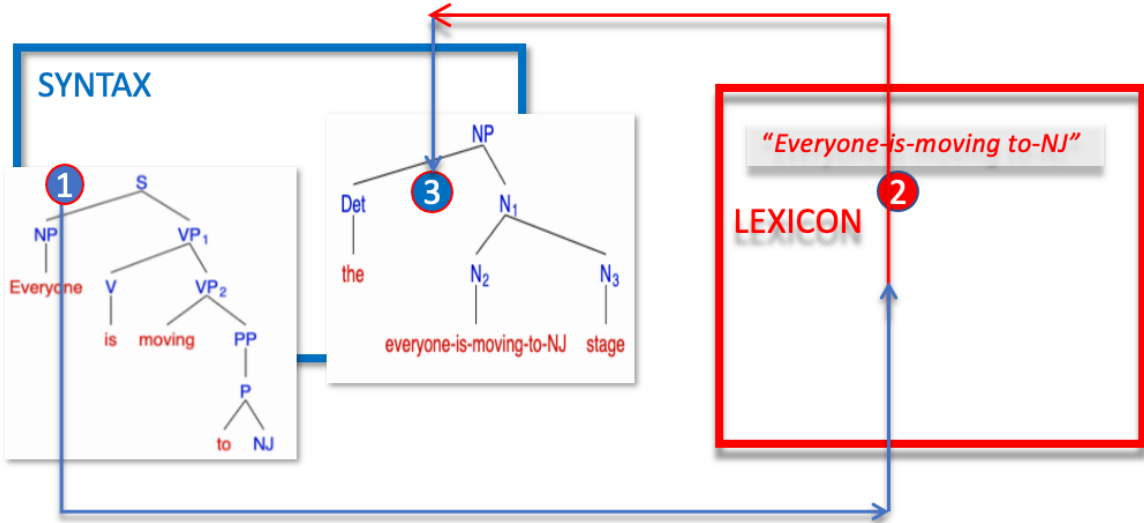 SYNTAX
1
S
NP VP1
Everyone V VP2
is moving PP
P
to NJ
NP
3
Det N1
the N2 N3
everyone-is-moving-to-NJ stage
“Everyone-is-moving to-NJ”
2
LEXICON